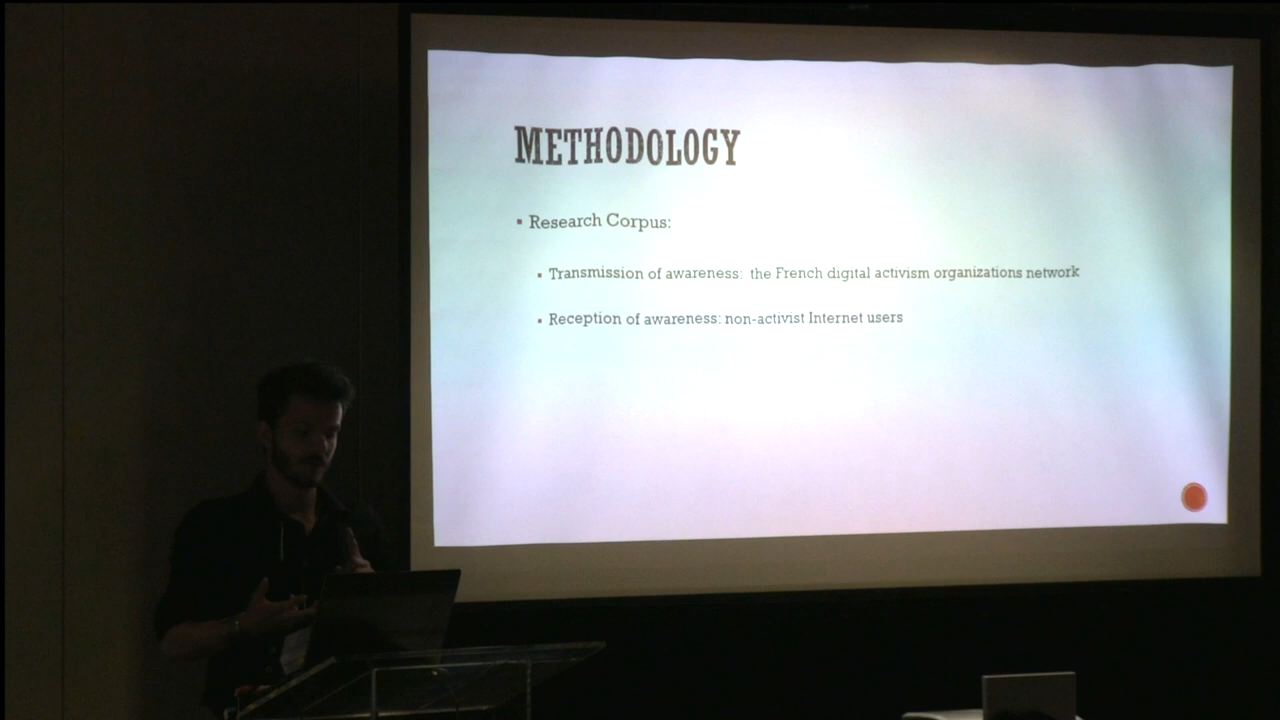 METHODOLOGY
▪ Research Corpus:
▪ Transmission of awareness: the French digital activism organizations network
▪ Reception of awareness: non-activist Internet users